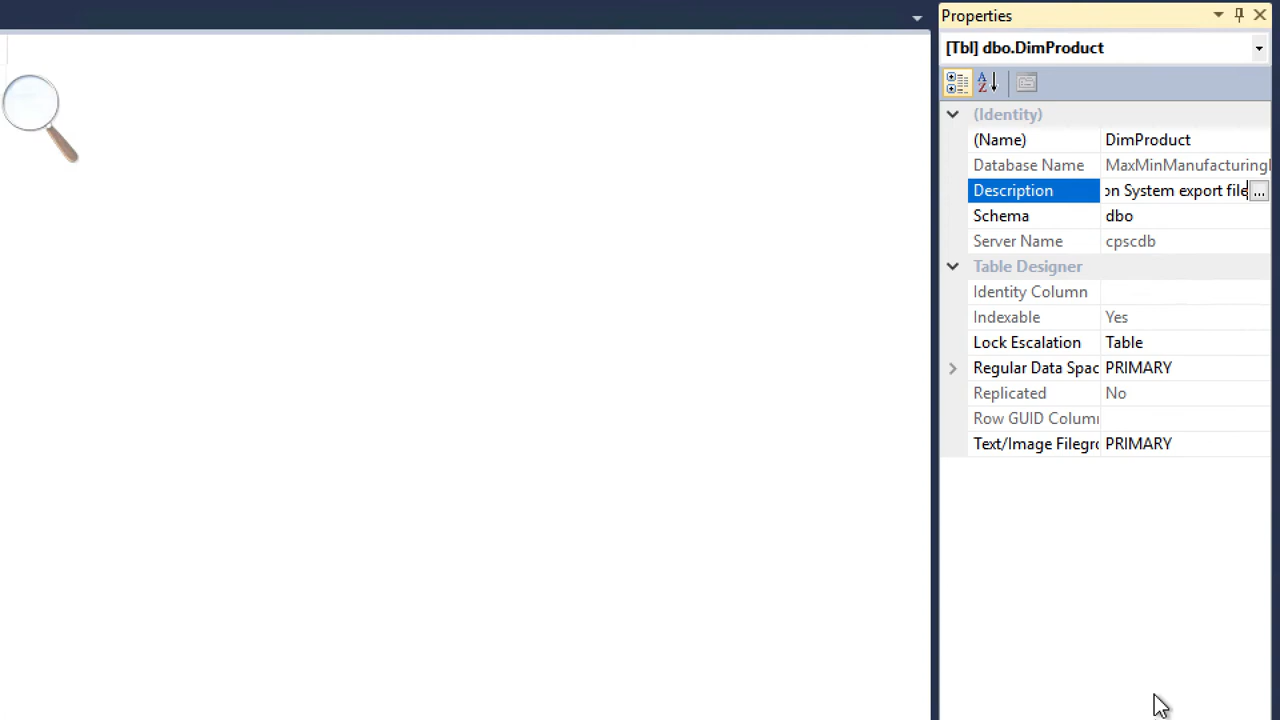 Properties
[Tbl] dbo.DimProduct
A Z
(Identity)
(Name) DimProduct
Database Name MaxMinManufacturing
Description on System export file ...
Schema dbo
Server Name cpscdb
Table Designer
Identity Column
Indexable Yes
Lock Escalation Table
Regular Data Spac PRIMARY
Replicated No
Row GUID Colum
Text/Image Filegr PRIMARY